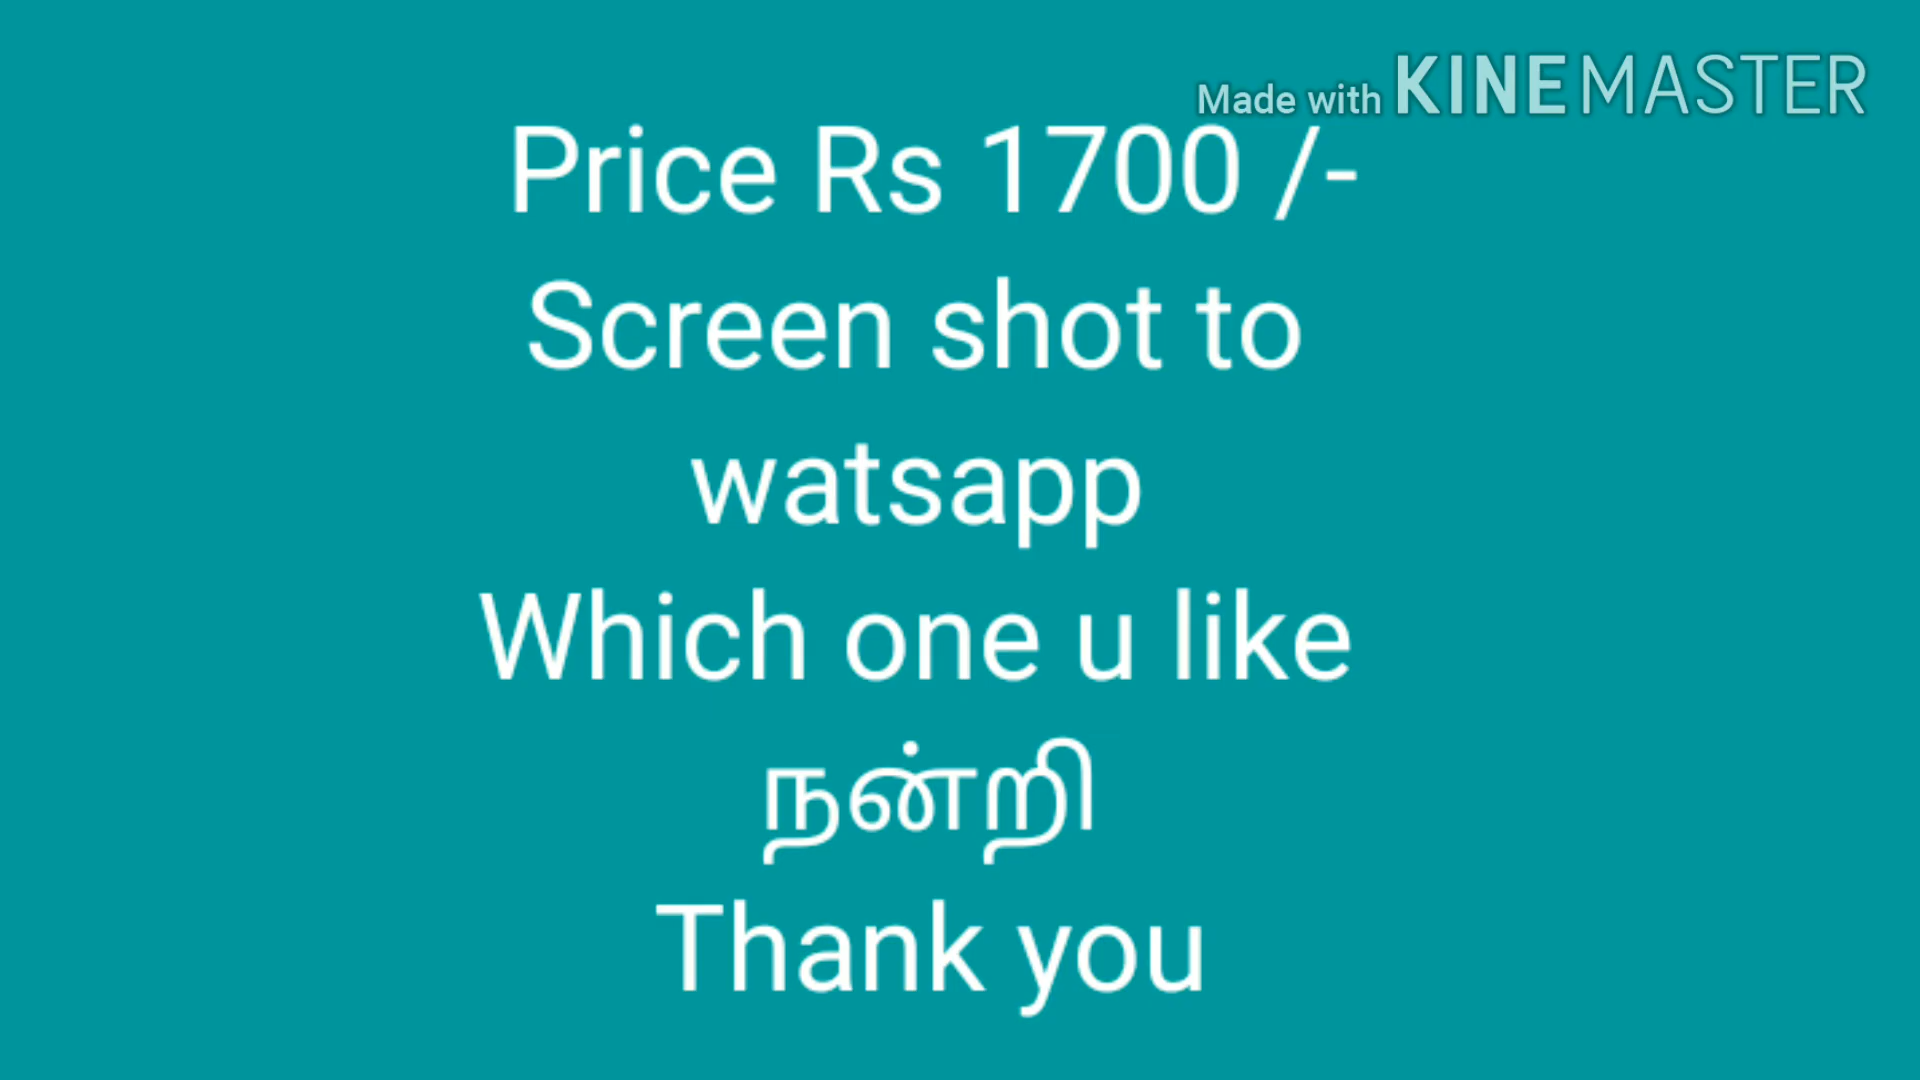 Made with KINEMASTER
Price Rs 1700 /-
Screen shot to
watsapp
Which one u like
நன்றி
Thank you